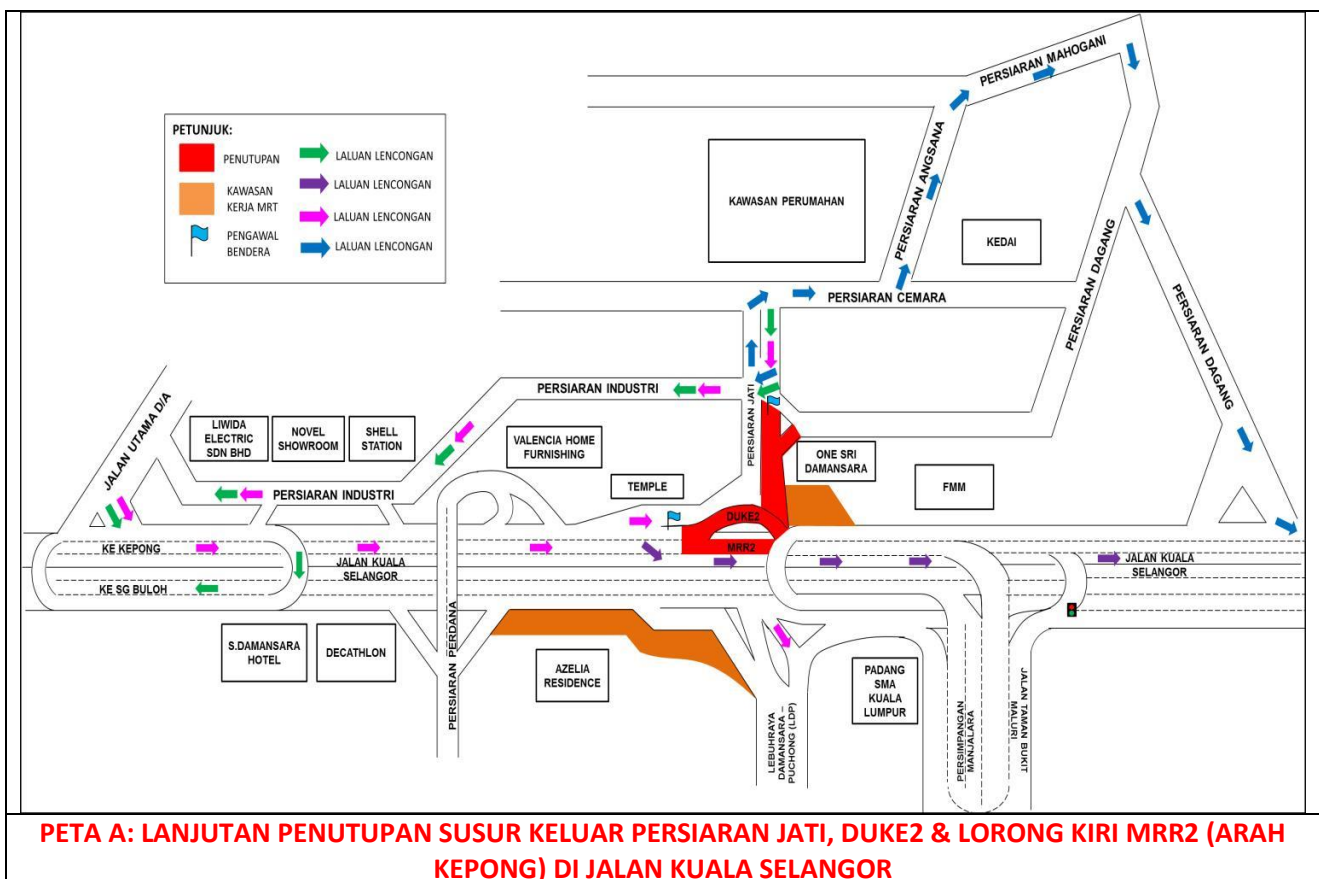 PERSIARAN MAHOGANI
PETUNJUK:
PENUTUPAN
KAWASAN
KERJA MRT
PENGAWAL
BENDERA
LALUAN LENCONGAN
LALUAN LENCONGAN
LALUAN LENCONGAN
LALUAN LENCONGAN
KAWASAN PERUMAHAN
PERSIARAN ANGSANA
KEDAI
PERSIARAN CEMARA
PERSIARAN DAGANG
PERSIARAN DAGANG
JALAN UTAMA D/A
LIWIDA
ELECTRIC
SDN BHD
NOVEL
SHOWROOM
SHELL
STATION
PERSIARAN INDUSTRI
PERSIARAN JATI
VALENCIA HOME
FURNISHING
ONE SRI
DAMANSARA
TEMPLE
FMM
PERSIARAN INDUSTRI
DUKE2
MRR2
KE KEPONG
JALAN KUALA
SELANGOR
KE SG BULOH
JALAN KUALA
SELANGOR
S.DAMANSARA
HOTEL
DECATHLON
PERSIARAN PERDANA
AZELIA
RESIDENCE
LEBUHRAYA
DAMANSARA –
PUCHONG (LDP)
PADANG
SMA
KUALA
LUMPUR
PERSIMPANGAN
MANJALARA
JALAN TAMAN BUKIT
MALURI
PETA A: LANJUTAN PENUTUPAN SUSUR KELUAR PERSIARAN JATI, DUKE2 & LORONG KIRI MRR2 (ARAH
KEPONG) DI JALAN KUALA SELANGOR